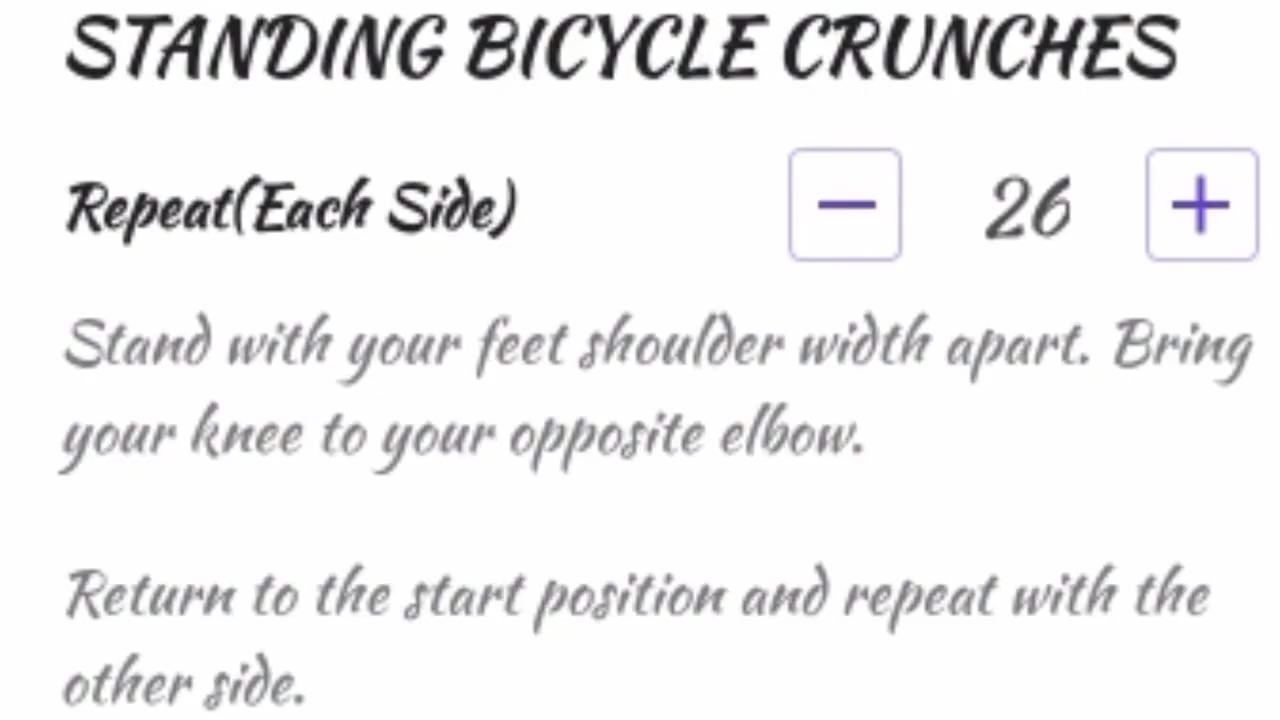 STANDING BICYCLE CRUNCHES
Repeat(Each Side)
− 26 +
Stand with your feet shoulder width apart. Bring
your knee to your opposite elbow.
Return to the start position and repeat with the
other side.